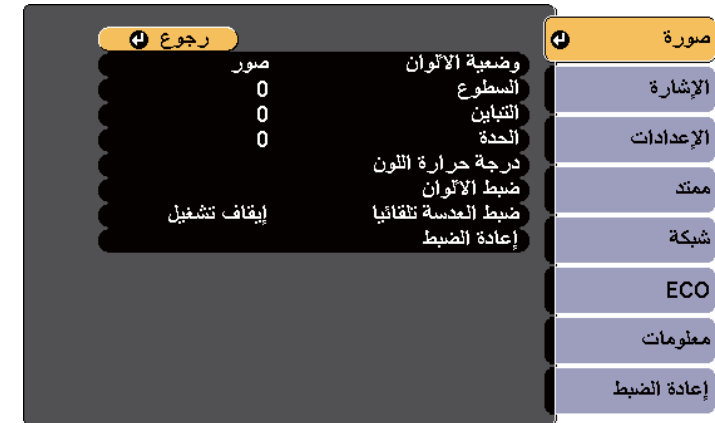 صورة
الإشارة
الإعدادات
ممتد
شبكة
ECO
معلومات
إعادة الضبط
رجوع
وضعية الألوان صور
السطوع 0
التباين 0
الحدة 0
درجة حرارة اللون
ضبط الألوان
ضبط العدسة تلقائيا إيقاف تشغيل
إعادة الضبط